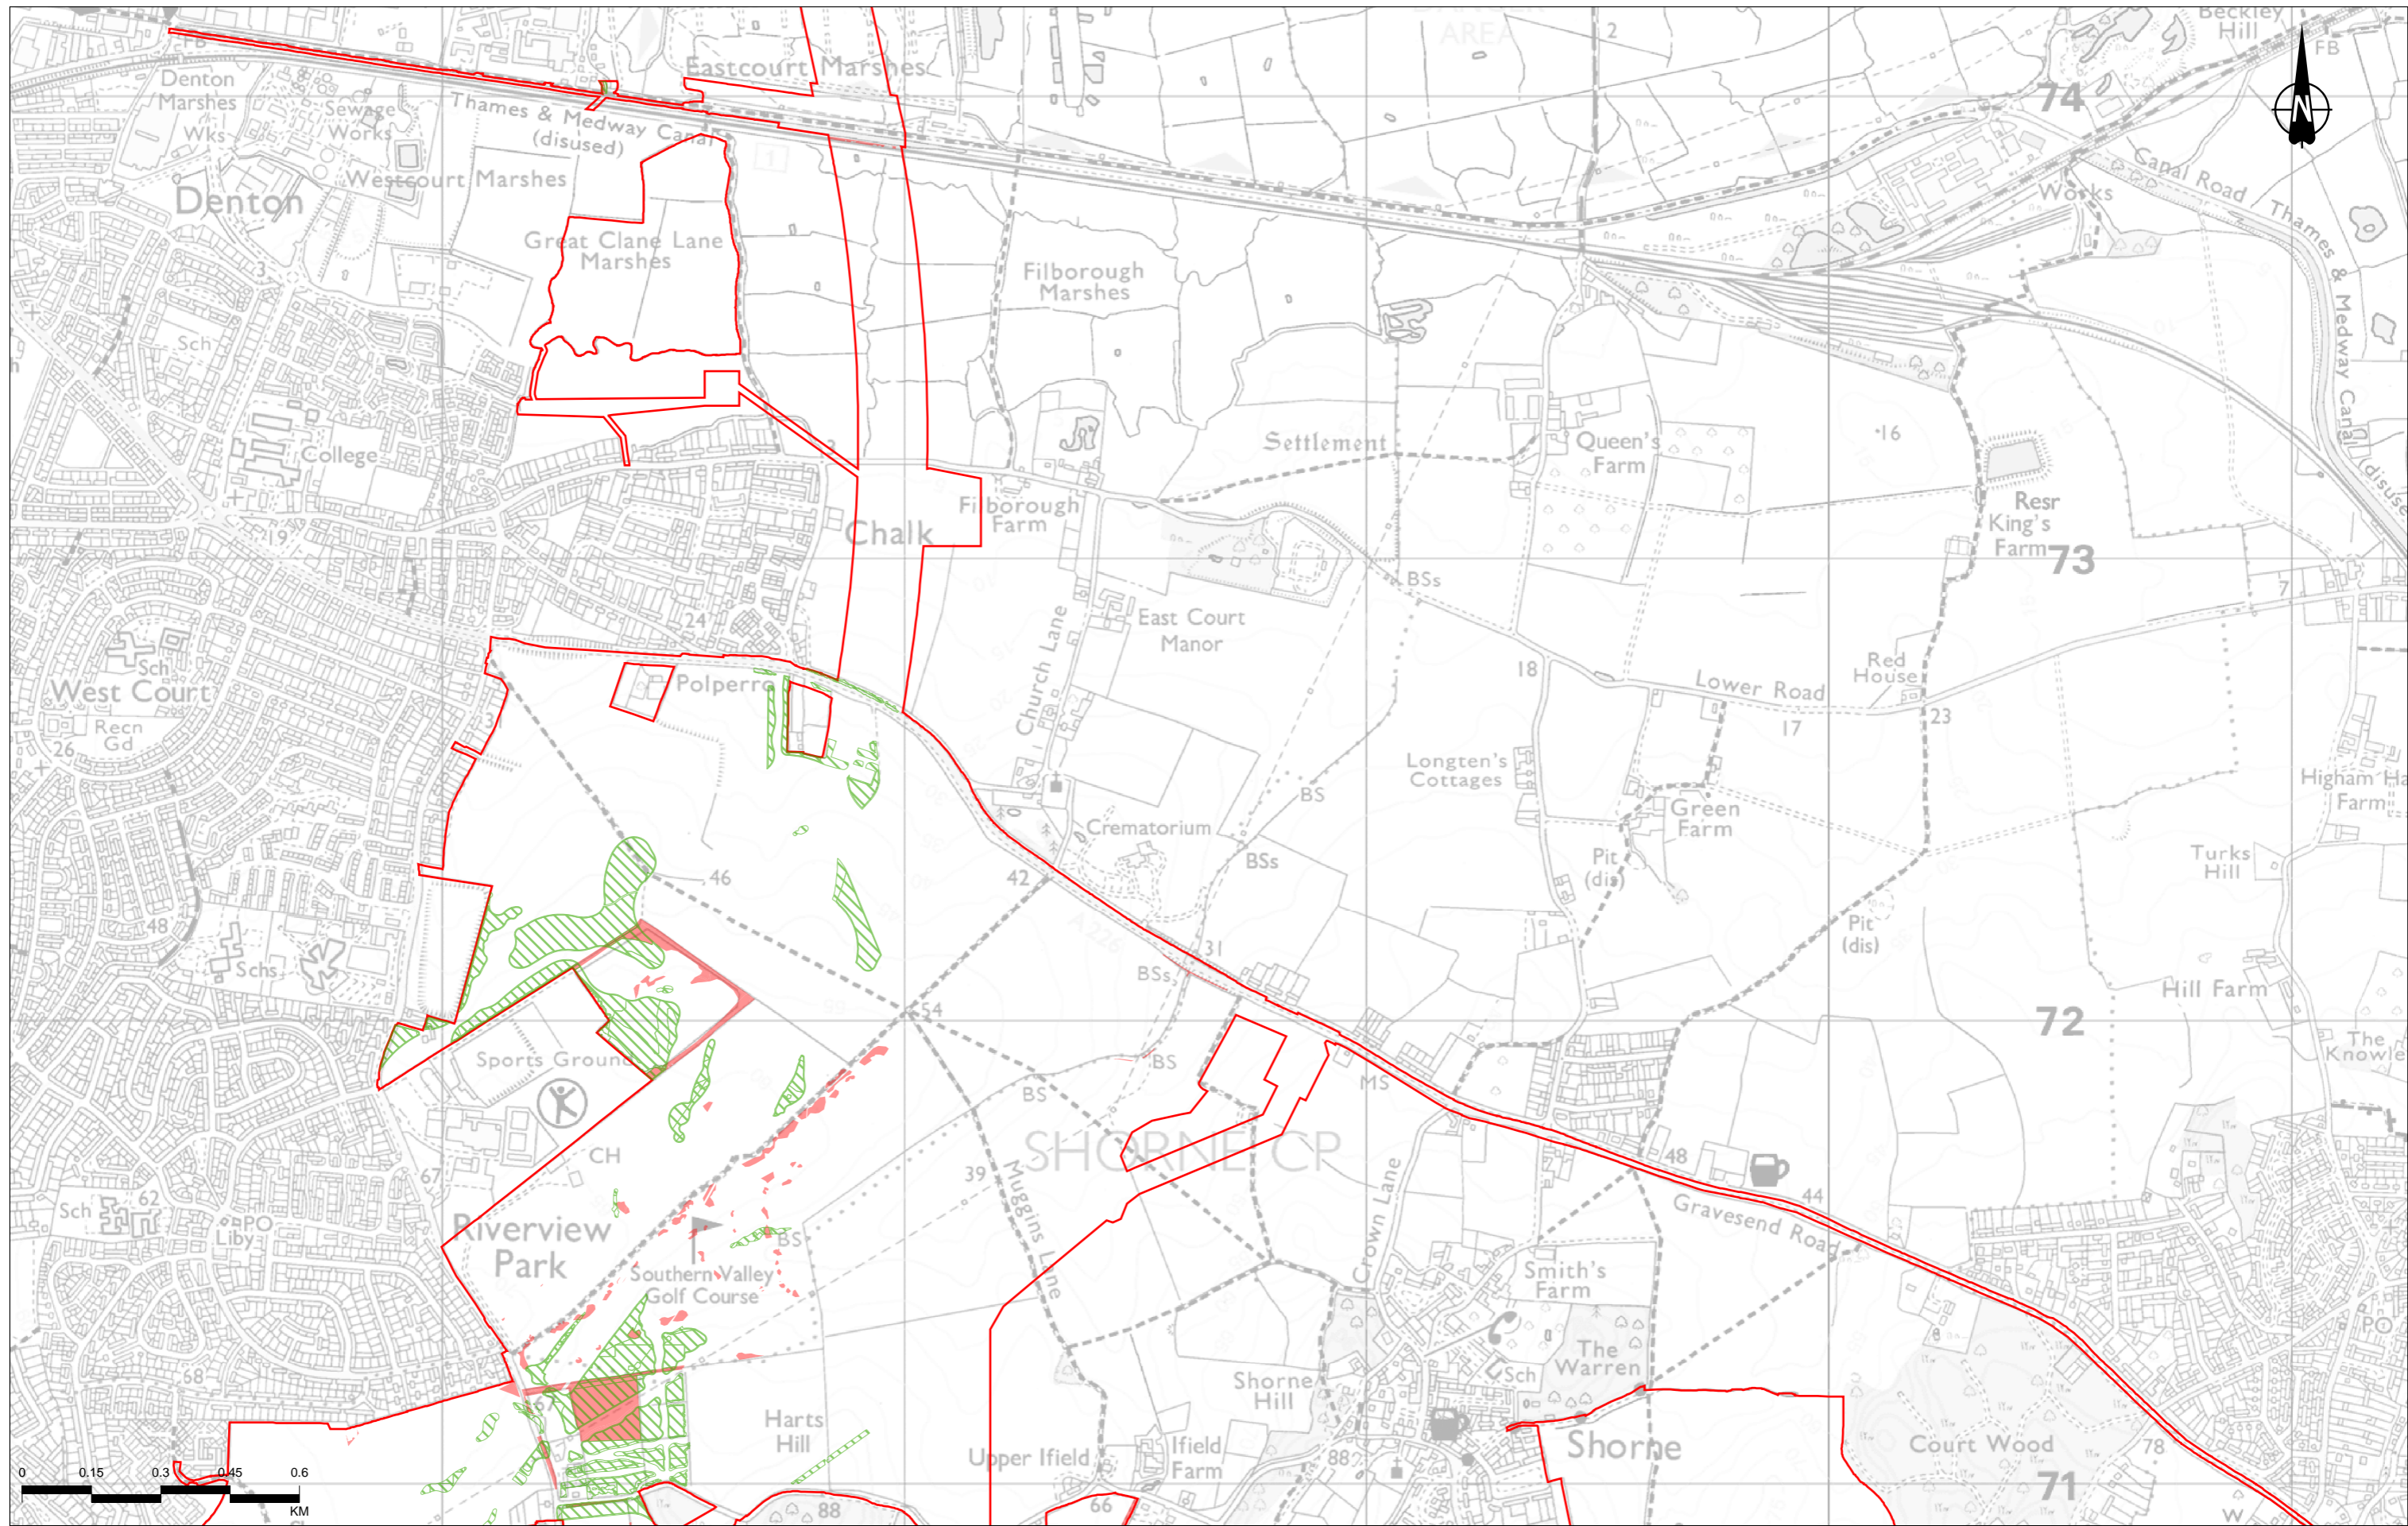 DANGER
AREA
2
Beckley
Hill
FB
FB
Denton
Marshes
Wks
Sewage
Works
Eastcourt Marshes
Thames & Medway Canal
(disused)
1
74
N
Canal Road
Works
Thames & Medway Canal (disused
Westcourt Marshes
Denton
3
Great Clane Lane
Marshes
Filborough
Marshes
Sch
College
2
Settlement
Queen's
Farm
16
Resr
King's
Farm
73
Filborough
Farm
Chalk
19
BSs
7
24
East Court
Manor
Church Lane
Sch
West Court
Recn
Gd
26
Polperro
18
Lower Road
17
Red
House
23
Longten's
Cottages
BS
Higham Ha
Farm
Green
Farm
Crematorium
46
42
BSs
Pit
(dis)
Turks
Hill
48
Schs
A 226
31
BSs
Pit
(dis)
Hill Farm
54
72
The
Knowle
Sports Ground
BS
BS
MS
SHORNE CP
CH
67
39
Muggins Lane
Crown Lane
48
44
Gravesend Road
Sch
62
PO
Liby
Riverview
Park
BS
Southern Valley
Golf Course
Smith's
Farm
The
Warren
Sch
PO
68
67
Shorne
Hill
Harts
Hill
Upper Ifield
Ifield
Farm
88
Shorne
Court Wood
78
71
0 0.15 0.3 0.45 0.6
KM
88
66
W